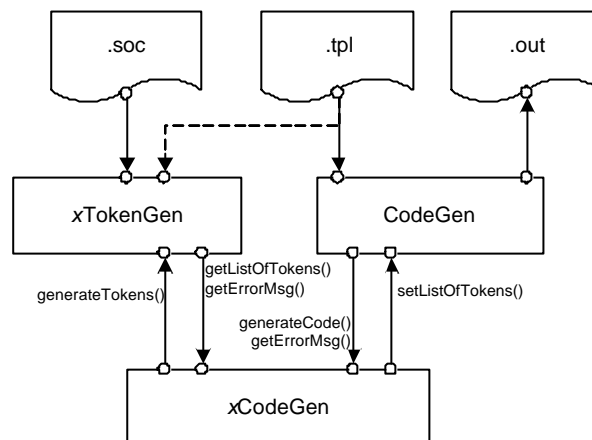 .soc
.tpl
.out
xTokenGen
CodeGen
getListOfTokens()
getErrorMsg()
generateTokens()
setListOfTokens()
generateCode()
getErrorMsg()
xCodeGen